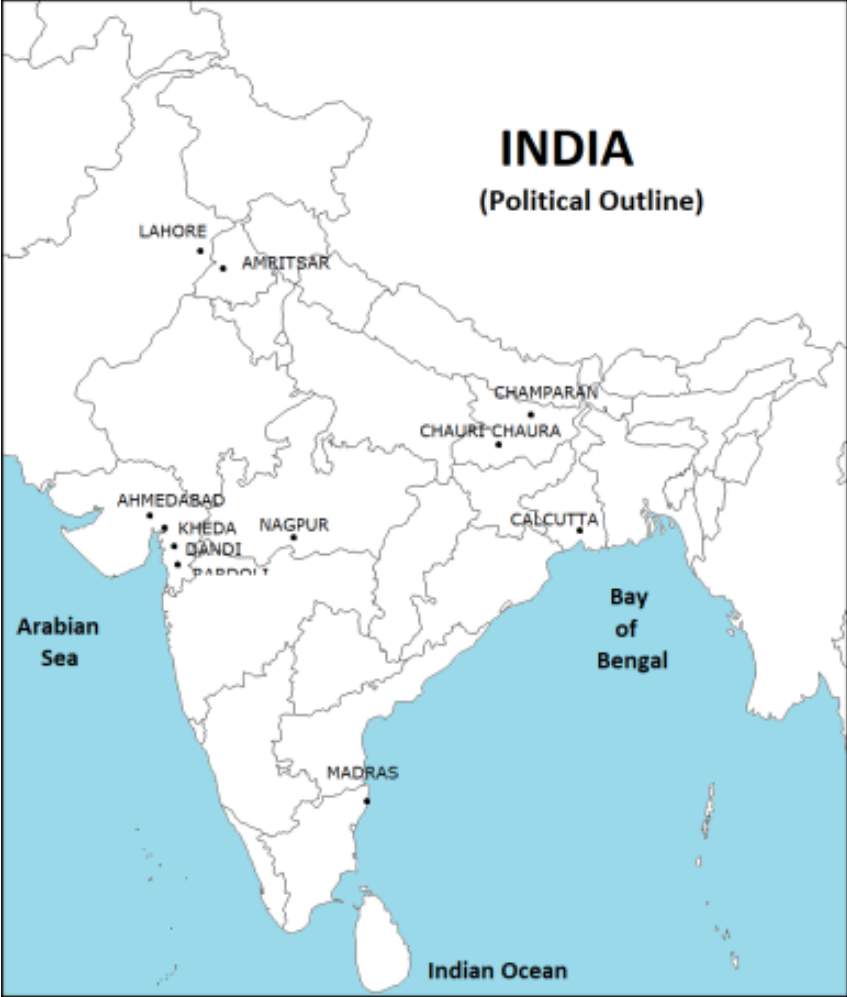 INDIA
(Political Outline)
LAHORE
AMRITSAR
CHAMPARAN
CHAURI CHAURA
AHMEDABAD
KHEDA
NAGPUR
CALCUTTA
DANDI
BARDOLI
Arabian
Sea
Bay
of
Bengal
MADRAS
Indian Ocean